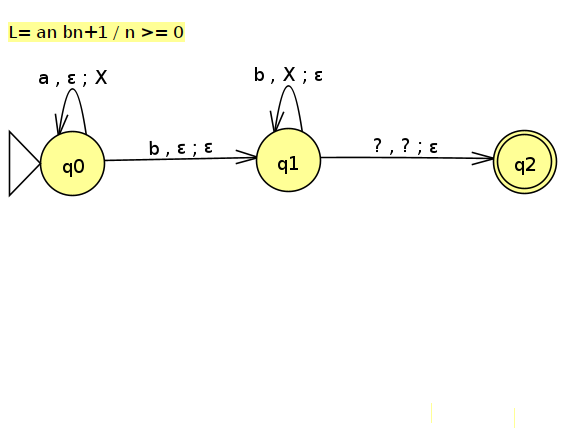 L= an bn+1 / n >= 0
a , ε ; X
b , X ; ε
b , ε ; ε
? , ? ; ε
q0
q1
q2